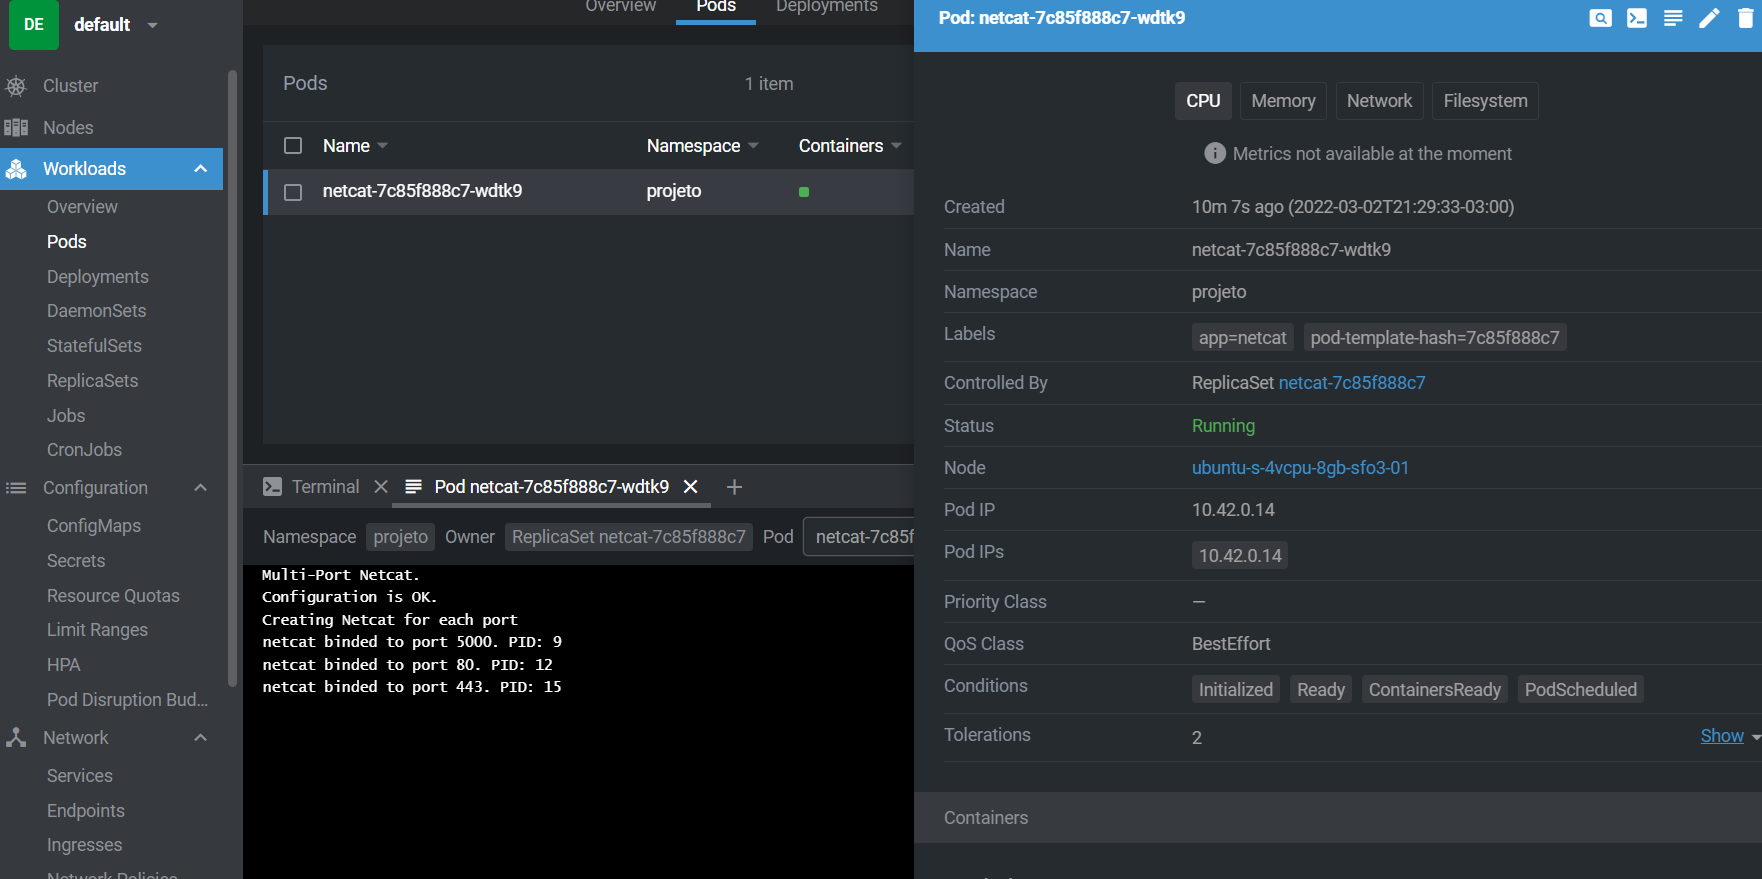 DE default
Cluster
Nodes
Workloads
Overview
Pods
Deployments
DaemonSets
StatefulSets
ReplicaSets
Jobs
CronJobs
Configuration
ConfigMaps
Secrets
Resource Quotas
Limit Ranges
HPA
Pod Disruption Bud...
Network
Services
Endpoints
Ingresses
Network Policies
Overview Pods Deployments
Pods 1 item
Name Namespace Containers
netcat-7c85f888c7-wdtk9 projeto
Terminal Pod netcat-7c85f888c7-wdtk9
Namespace projeto Owner ReplicaSet netcat-7c85f888c7 Pod netcat-7c85f
Multi-Port Netcat.
Configuration is OK.
Creating Netcat for each port
netcat binded to port 5000. PID: 9
netcat binded to port 80. PID: 12
netcat binded to port 443. PID: 15
Pod: netcat-7c85f888c7-wdtk9
CPU Memory Network Filesystem
Metrics not available at the moment
Created 10m 7s ago (2022-03-02T21:29:33-03:00)
Name netcat-7c85f888c7-wdtk9
Namespace projeto
Labels app=netcat pod-template-hash=7c85f888c7
Controlled By ReplicaSet netcat-7c85f888c7
Status Running
Node ubuntu-s-4vcpu-8gb-sfo3-01
Pod IP 10.42.0.14
Pod IPs 10.42.0.14
Priority Class —
QoS Class BestEffort
Conditions Initialized Ready ContainersReady PodScheduled
Tolerations 2 Show
Containers